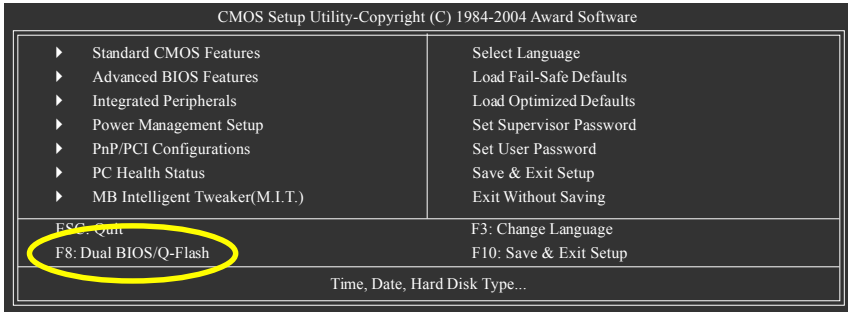 CMOS Setup Utility-Copyright (C) 1984-2004 Award Software
Standard CMOS Features
Advanced BIOS Features
Integrated Peripherals
Power Management Setup
PnP/PCI Configurations
PC Health Status
MB Intelligent Tweaker(M.I.T.)
Select Language
Load Fail-Safe Defaults
Load Optimized Defaults
Set Supervisor Password
Set User Password
Save & Exit Setup
Exit Without Saving
ESC: Quit
F8: Dual BIOS/Q-Flash
F3: Change Language
F10: Save & Exit Setup
Time, Date, Hard Disk Type...